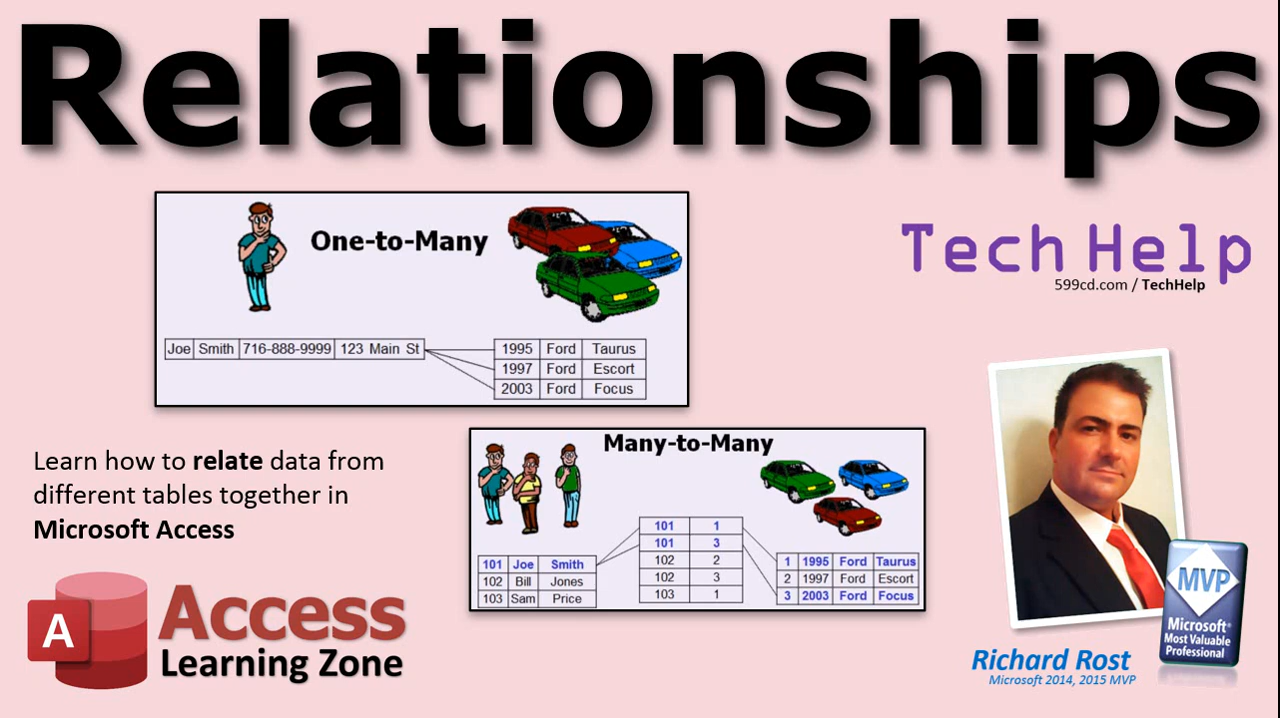 Relationships
One-to-Many
Joe Smith 716-888-9999 123 Main St
1995 Ford Taurus
1997 Ford Escort
2003 Ford Focus
Tech Help
599cd.com / TechHelp
Learn how to relate data from
different tables together in
Microsoft Access
Many-to-Many
101 Joe Smith
102 Bill Jones
103 Sam Price
101 1
101 3
102 2
102 3
103 1
1 1995 Ford Taurus
2 1997 Ford Escort
3 2003 Ford Focus
A
Access
Learning Zone
MVP
Microsoft®
Most Valuable
Professional
Richard Rost
Microsoft 2014, 2015 MVP